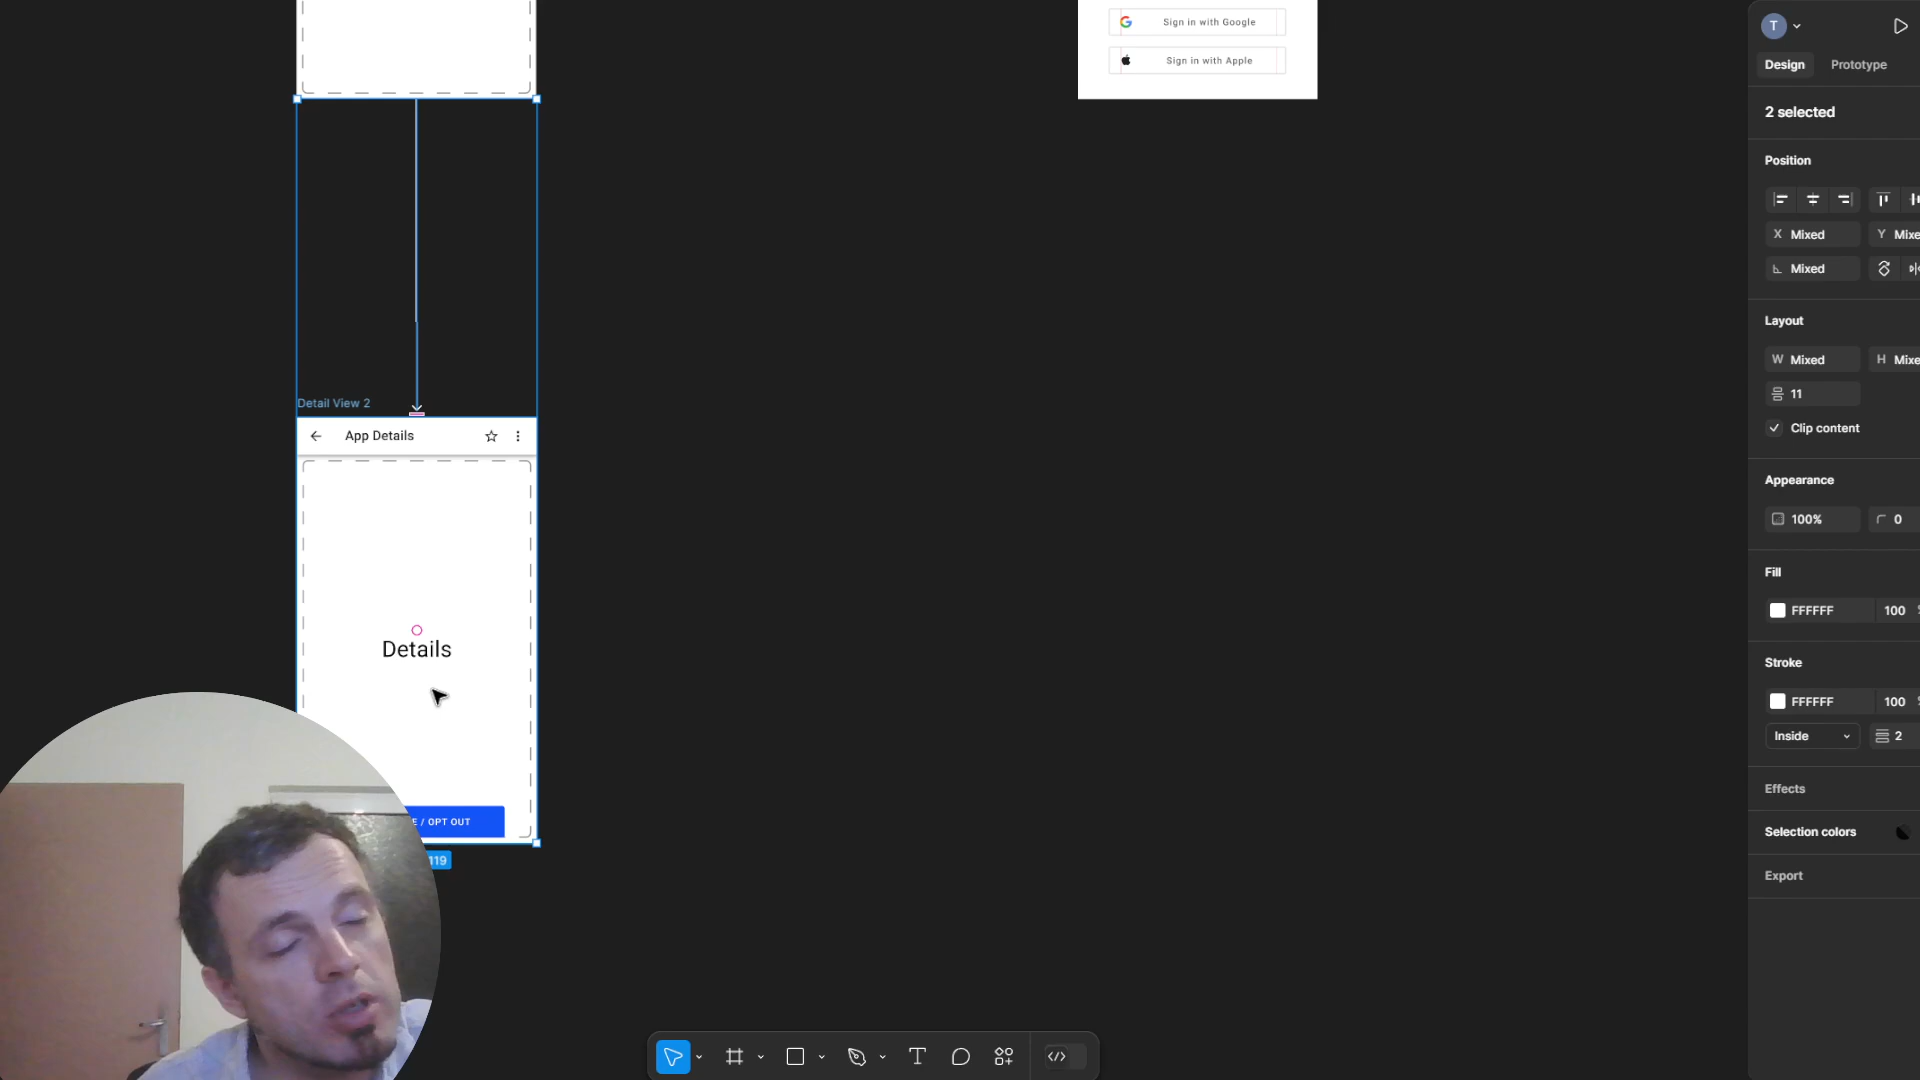 Sign in with Google
Sign in with Apple
T
Design
Prototype
2 selected
Position
X Mixed
Y Mixe
Mixed
Layout
W Mixed
H Mixe
11
Clip content
Appearance
100%
0
Fill
FFFFFF
100
Stroke
FFFFFF
100
Inside
2
Effects
Selection colors
Export
Detail View 2
App Details
Details
E / OPT OUT
119